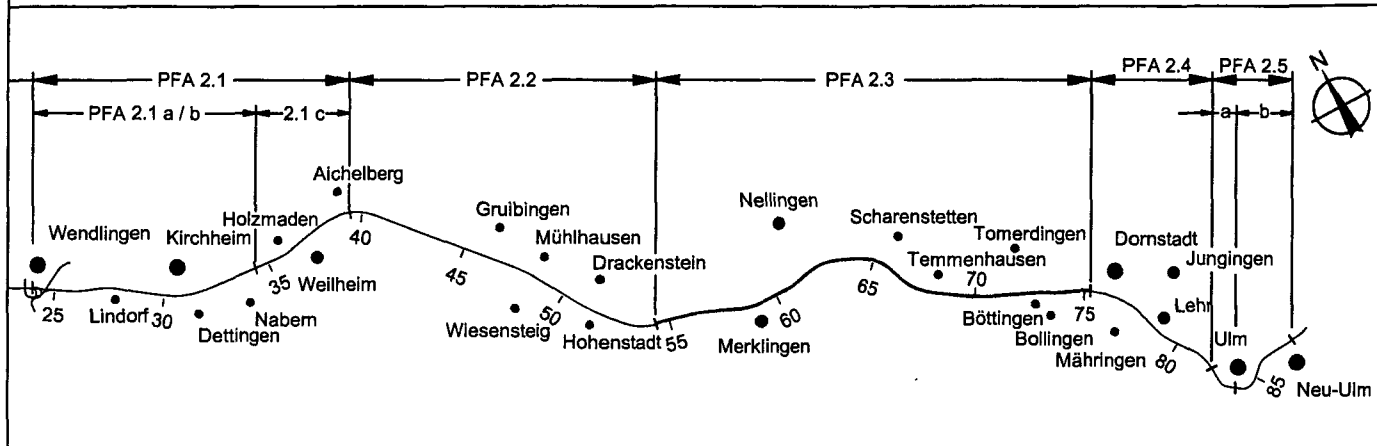 PFA 2.1 PFA 2.2 PFA 2.3 PFA 2.4 PFA 2.5 N
PFA 2.1 a / b 2.1 c a b
Aichelberg
Wendlingen Kirchheim Holzmaden 40 Gruibingen Mühlhausen Nellingen Scharenstetten Tomerdingen Dornstadt Jungingen
35 Weilheim 45 Drackenstein 65 Temmenhausen 70
25 Lindorf 30 Dettingen Nabern Wiesensteig 50 Hohenstadt 55 Merklingen 60 Böttingen Bollingen 75 Mähringen Lehr 80 Ulm 85 Neu-Ulm